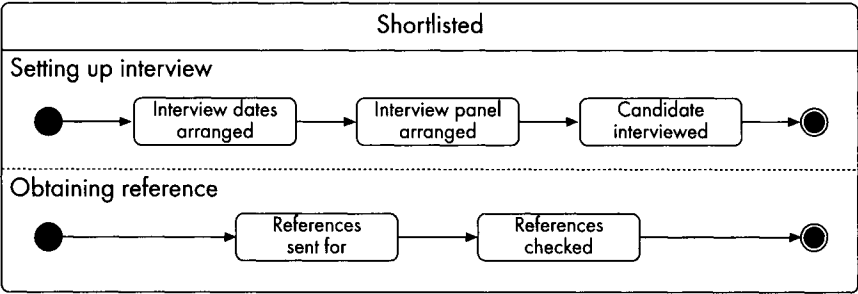 Shortlisted
Setting up interview
Interview dates
arranged
Interview panel
arranged
Candidate
interviewed
Obtaining reference
References
sent for
References
checked